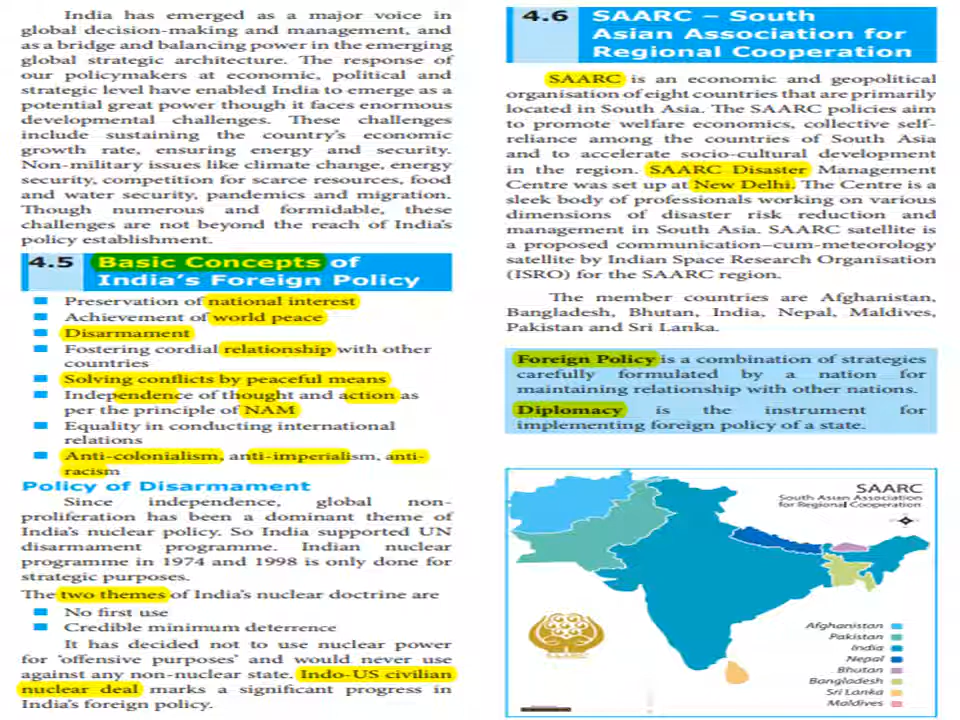 India has emerged as a major voice in
global decision-making and management, and
as a bridge and balancing power in the emerging
global strategic architecture. The response of
our policymakers at economic, political and
strategic level have enabled India to emerge as a
potential great power though it faces enormous
developmental challenges. These challenges
include sustaining the country's economic
growth rate, ensuring energy and security.
Non-military issues like climate change, energy
security, competition for scarce resources, food
and water security, pandemics and migration.
Though numerous and formidable, these
challenges are not beyond the reach of India's
policy establishment.
4.5 Basic Concepts of
India's Foreign Policy
Preservation of national interest
Achievement of world peace
Disarmament
Fostering cordial relationship with other
countries
Solving conflicts by peaceful means
Independence of thought and action as
per the principle of NAM
Equality in conducting international
relations
Anti-colonialism, anti-imperialism, anti-
racism
Policy of Disarmament
Since independence, global non-
proliferation has been a dominant theme of
India's nuclear policy. So India supported UN
disarmament programme. Indian nuclear
programme in 1974 and 1998 is only done for
strategic purposes.
The two themes of India's nuclear doctrine are
No first use
Credible minimum deterrence
It has decided not to use nuclear power
for 'offensive purposes' and would never use
against any non-nuclear state. Indo-US civilian
nuclear deal marks a significant progress in
India's foreign policy.
4.6 SAARC – South
Asian Association for
Regional Cooperation
SAARC is an economic and geopolitical
organisation of eight countries that are primarily
located in South Asia. The SAARC policies aim
to promote welfare economics, collective self-
reliance among the countries of South Asia
and to accelerate socio-cultural development
in the region. SAARC Disaster Management
Centre was set up at New Delhi. The Centre is a
sleek body of professionals working on various
dimensions of disaster risk reduction and
management in South Asia. SAARC satellite is
a proposed communication–cum-meteorology
satellite by Indian Space Research Organisation
(ISRO) for the SAARC region.
The member countries are Afghanistan,
Bangladesh, Bhutan, India, Nepal, Maldives,
Pakistan and Sri Lanka.
Foreign Policy is a combination of strategies
carefully formulated by a nation for
maintaining relationship with other nations.
Diplomacy is the instrument for
implementing foreign policy of a state.
SAARC
South Asian Association
for Regional Cooperation
Afghanistan
Pakistan
India
Nepal
Bhutan
Bangladesh
Sri Lanka
Maldives